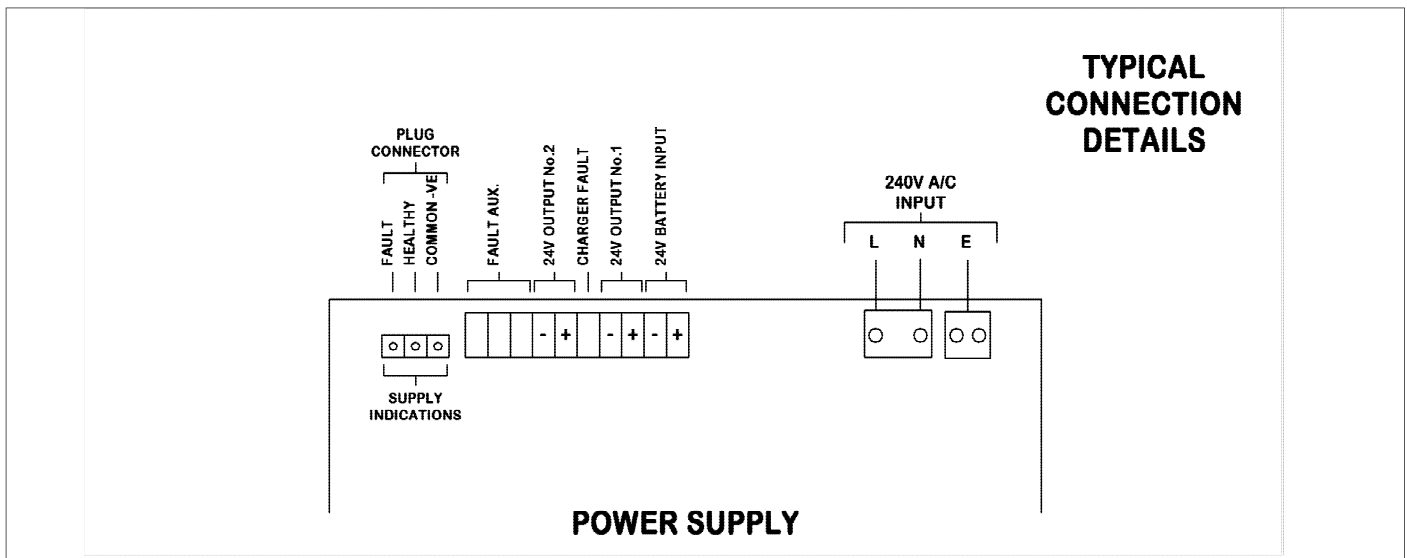 TYPICAL
CONNECTION
DETAILS
PLUG
CONNECTOR
FAULT
HEALTHY
COMMON -VE
FAULT AUX.
24V OUTPUT No.2
CHARGER FAULT
24V OUTPUT No.1
24V BATTERY INPUT
240V A/C
INPUT
L N E
- + - + - +
SUPPLY
INDICATIONS
POWER SUPPLY